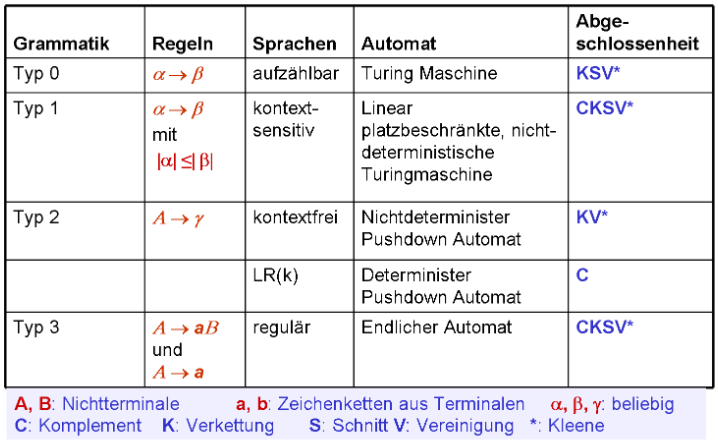 Grammatik Regeln Sprachen Automat Abge-
schlossenheit
Typ 0 α → β aufzählbar Turing Maschine KSV*
Typ 1 α → β kontext- Linear CKSV*
mit sensitiv platzbeschränkte, nicht-
|α| ≤| β| deterministische
Turingmaschine
Typ 2 A → γ kontextfrei Nichtdeterminister KV*
Pushdown Automat
LR(k) Determinister C
Pushdown Automat
Typ 3 A → aB regulär Endlicher Automat CKSV*
und
A → a
A, B: Nichtterminale a, b: Zeichenketten aus Terminalen α, β, γ: beliebig
C: Komplement K: Verkettung S: Schnitt V: Vereinigung *: Kleene